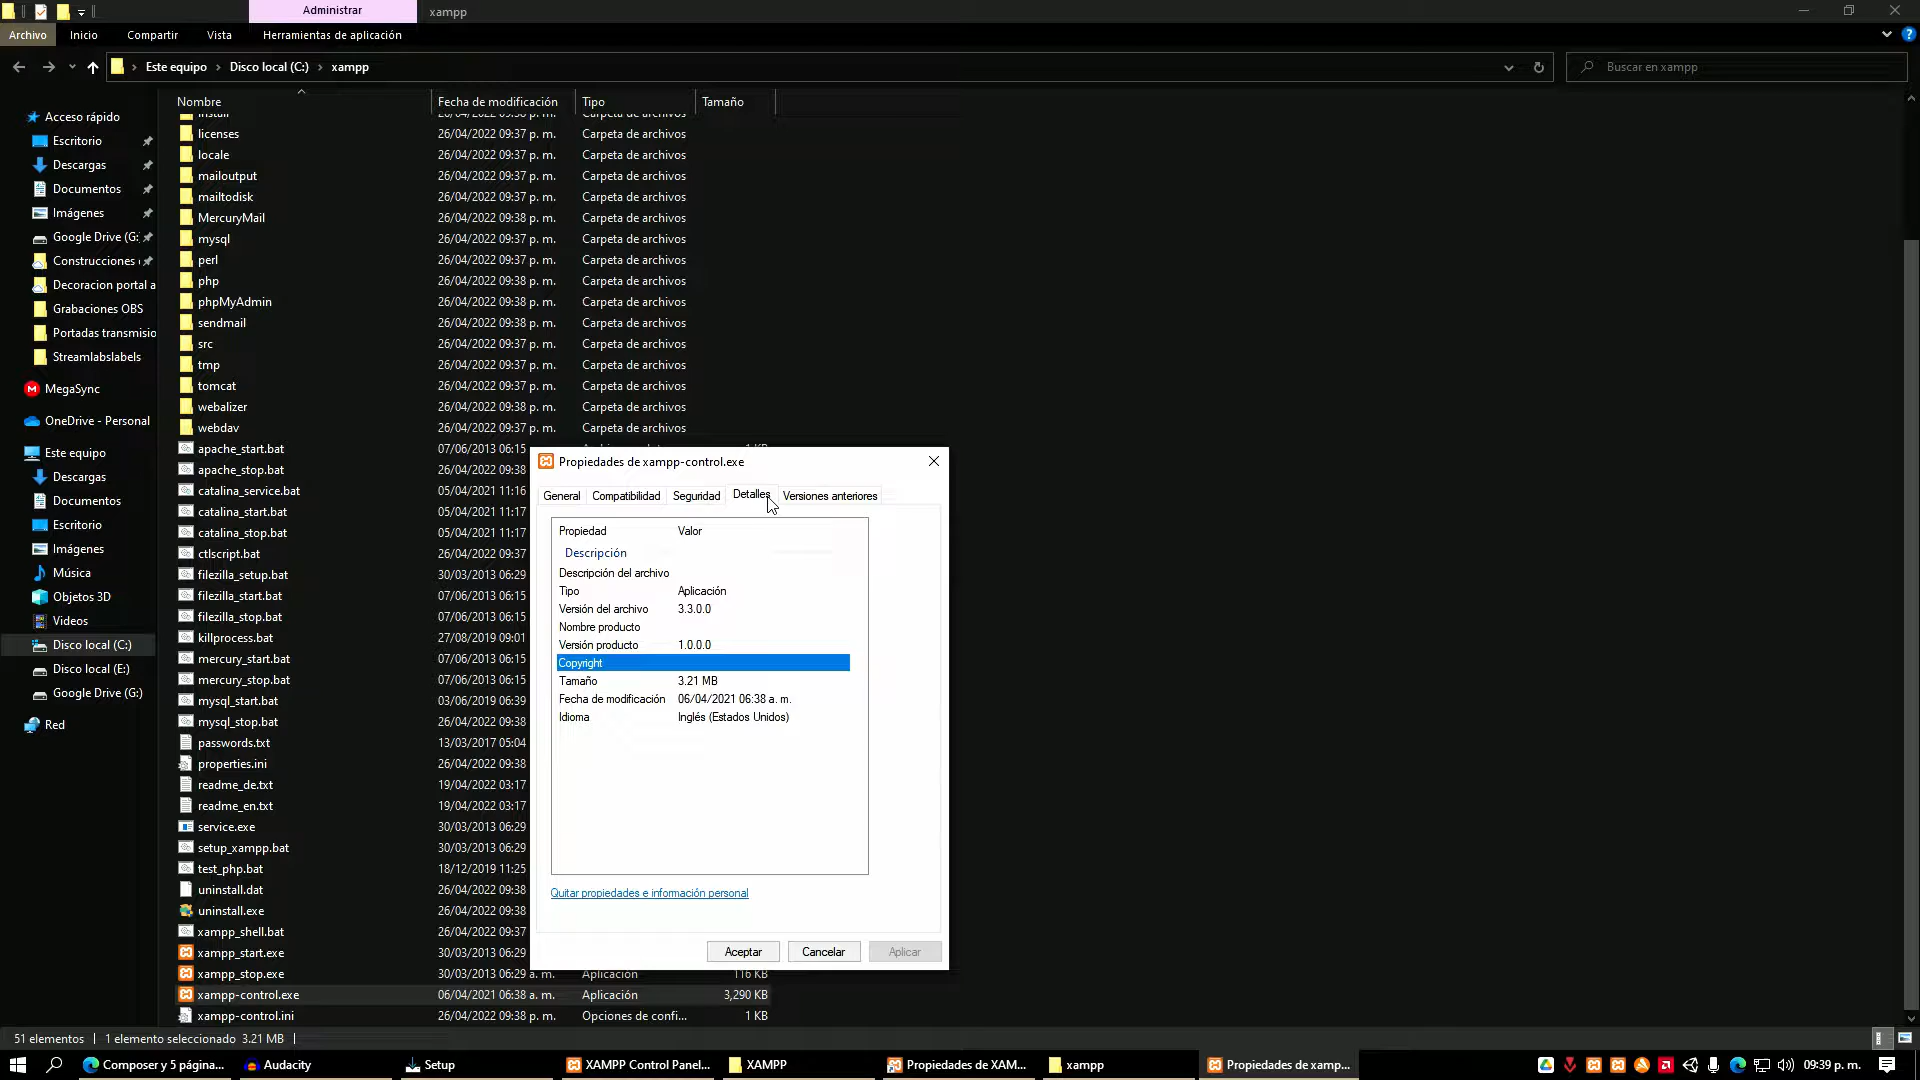 Administrar
xampp
Archivo
Inicio
Compartir
Vista
Herramientas de aplicación
Este equipo
Disco local (C:)
xampp
Buscar en xampp
Nombre
Fecha de modificación
Tipo
Tamaño
Acceso rápido
Escritorio
Descargas
Documentos
Imágenes
Google Drive (G:
Construcciones
Decoracion portal a
Grabaciones OBS
Portadas transmisio
Streamlabslabels
MegaSync
OneDrive - Personal
Este equipo
Descargas
Documentos
Escritorio
Imágenes
Música
Objetos 3D
Videos
Disco local (C:)
Disco local (E:)
Google Drive (G:)
Red
install 26/04/2022 09:37 p. m. Carpeta de archivos
licenses 26/04/2022 09:37 p. m. Carpeta de archivos
locale 26/04/2022 09:37 p. m. Carpeta de archivos
mailoutput 26/04/2022 09:37 p. m. Carpeta de archivos
mailtodisk 26/04/2022 09:37 p. m. Carpeta de archivos
MercuryMail 26/04/2022 09:38 p. m. Carpeta de archivos
mysql 26/04/2022 09:37 p. m. Carpeta de archivos
perl 26/04/2022 09:37 p. m. Carpeta de archivos
php 26/04/2022 09:38 p. m. Carpeta de archivos
phpMyAdmin 26/04/2022 09:38 p. m. Carpeta de archivos
sendmail 26/04/2022 09:38 p. m. Carpeta de archivos
src 26/04/2022 09:37 p. m. Carpeta de archivos
tmp 26/04/2022 09:37 p. m. Carpeta de archivos
tomcat 26/04/2022 09:37 p. m. Carpeta de archivos
webalizer 26/04/2022 09:38 p. m. Carpeta de archivos
webdav 26/04/2022 09:37 p. m. Carpeta de archivos
apache_start.bat 07/06/2013 06:15 1 KB
apache_stop.bat 26/04/2022 09:38
catalina_service.bat 05/04/2021 11:16
catalina_start.bat 05/04/2021 11:17
catalina_stop.bat 05/04/2021 11:17
ctlscript.bat 26/04/2022 09:37
filezilla_setup.bat 30/03/2013 06:29
filezilla_start.bat 07/06/2013 06:15
filezilla_stop.bat 07/06/2013 06:15
killprocess.bat 27/08/2019 09:01
mercury_start.bat 07/06/2013 06:15
mercury_stop.bat 07/06/2013 06:15
mysql_start.bat 03/06/2019 06:39
mysql_stop.bat 26/04/2022 09:38
passwords.txt 13/03/2017 05:04
properties.ini 26/04/2022 09:38
readme_de.txt 19/04/2022 03:17
readme_en.txt 19/04/2022 03:17
service.exe 30/03/2013 06:29
setup_xampp.bat 30/03/2013 06:29
test_php.bat 18/12/2019 11:25
uninstall.dat 26/04/2022 09:38
uninstall.exe 26/04/2022 09:38
xampp_shell.bat 26/04/2022 09:37
xampp_start.exe 30/03/2013 06:29
xampp_stop.exe 30/03/2013 06:29 a. m. Aplicación 116 KB
xampp-control.exe 06/04/2021 06:38 a. m. Aplicación 3,290 KB
xampp-control.ini 26/04/2022 09:38 p. m. Opciones de confi... 1 KB
Propiedades de xampp-control.exe
General
Compatibilidad
Seguridad
Detalles
Versiones anteriores
Propiedad Valor
Descripción
Descripción del archivo
Tipo Aplicación
Versión del archivo 3.3.0.0
Nombre producto
Versión producto 1.0.0.0
Copyright
Tamaño 3.21 MB
Fecha de modificación 06/04/2021 06:38 a. m.
Idioma Inglés (Estados Unidos)
Quitar propiedades e información personal
Aceptar
Cancelar
Aplicar
51 elementos
1 elemento seleccionado 3.21 MB
Composer y 5 página...
Audacity
Setup
XAMPP Control Panel...
XAMPP
Propiedades de XAM...
xampp
Propiedades de xamp...
09:39 p. m.